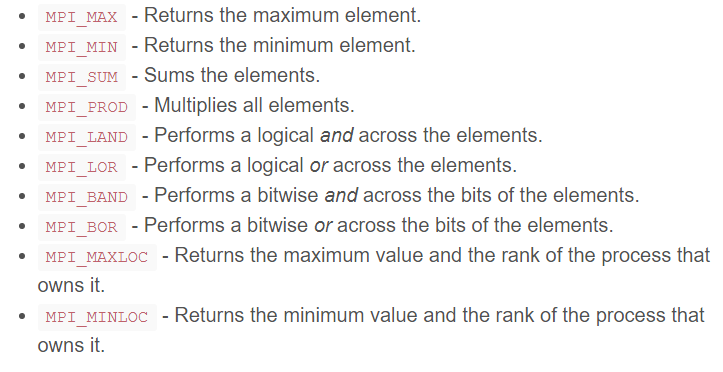 MPI_MAX - Returns the maximum element.
MPI_MIN - Returns the minimum element.
MPI_SUM - Sums the elements.
MPI_PROD - Multiplies all elements.
MPI_LAND - Performs a logical and across the elements.
MPI_LOR - Performs a logical or across the elements.
MPI_BAND - Performs a bitwise and across the bits of the elements.
MPI_BOR - Performs a bitwise or across the bits of the elements.
MPI_MAXLOC - Returns the maximum value and the rank of the process that
owns it.
MPI_MINLOC - Returns the minimum value and the rank of the process that
owns it.